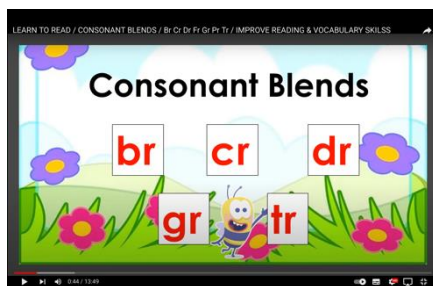 LEARN TO READ / CONSONANT BLENDS / Br Cr Dr Fr Gr Pr Tr / IMPROVE READING & VOCABULARY SKILSS
Consonant Blends
br cr dr
gr tr
0:44 / 13:49